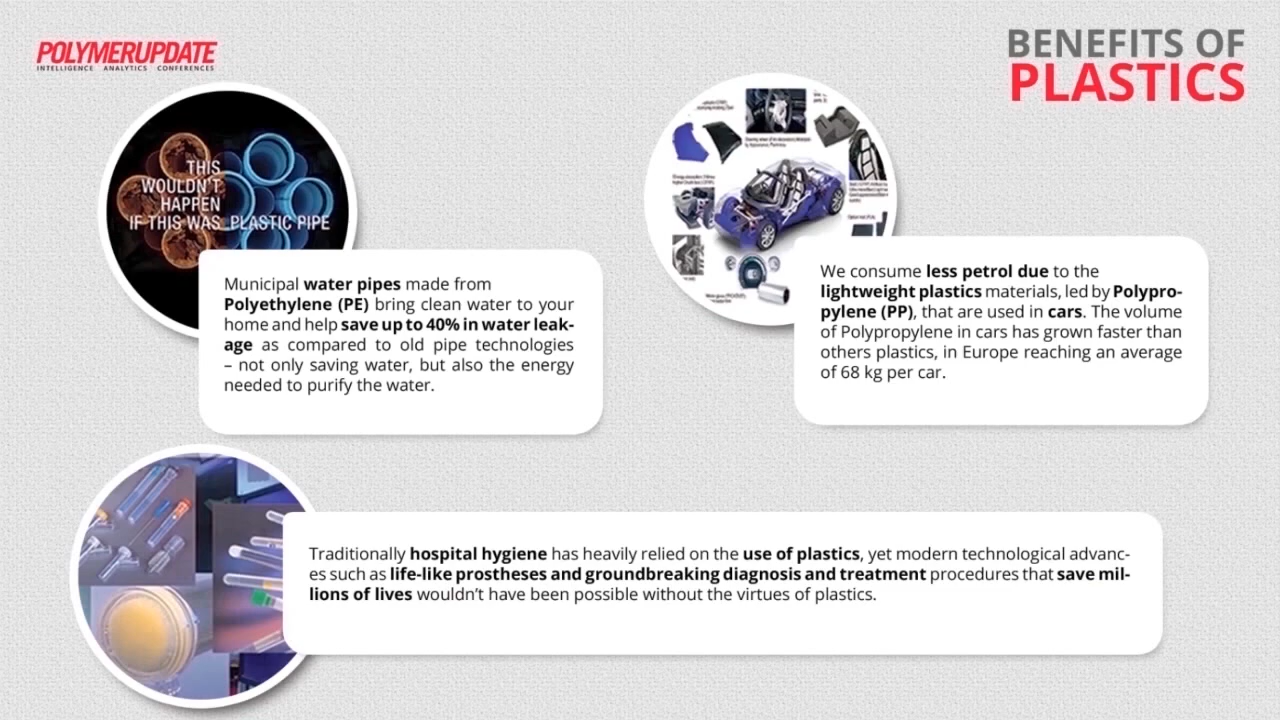 POLYMERUPDATE
INTELLIGENCE ANALYTICS CONFERENCES
BENEFITS OF
PLASTICS
THIS
WOULDN'T
HAPPEN
IF THIS WAS PLASTIC PIPE
Municipal water pipes made from
Polyethylene (PE) bring clean water to your
home and help save up to 40% in water leak-
age as compared to old pipe technologies
– not only saving water, but also the energy
needed to purify the water.
We consume less petrol due to the
lightweight plastics materials, led by Polypro-
pylene (PP), that are used in cars. The volume
of Polypropylene in cars has grown faster than
others plastics, in Europe reaching an average
of 68 kg per car.
Traditionally hospital hygiene has heavily relied on the use of plastics, yet modern technological advanc-
es such as life-like prostheses and groundbreaking diagnosis and treatment procedures that save mil-
lions of lives wouldn’t have been possible without the virtues of plastics.